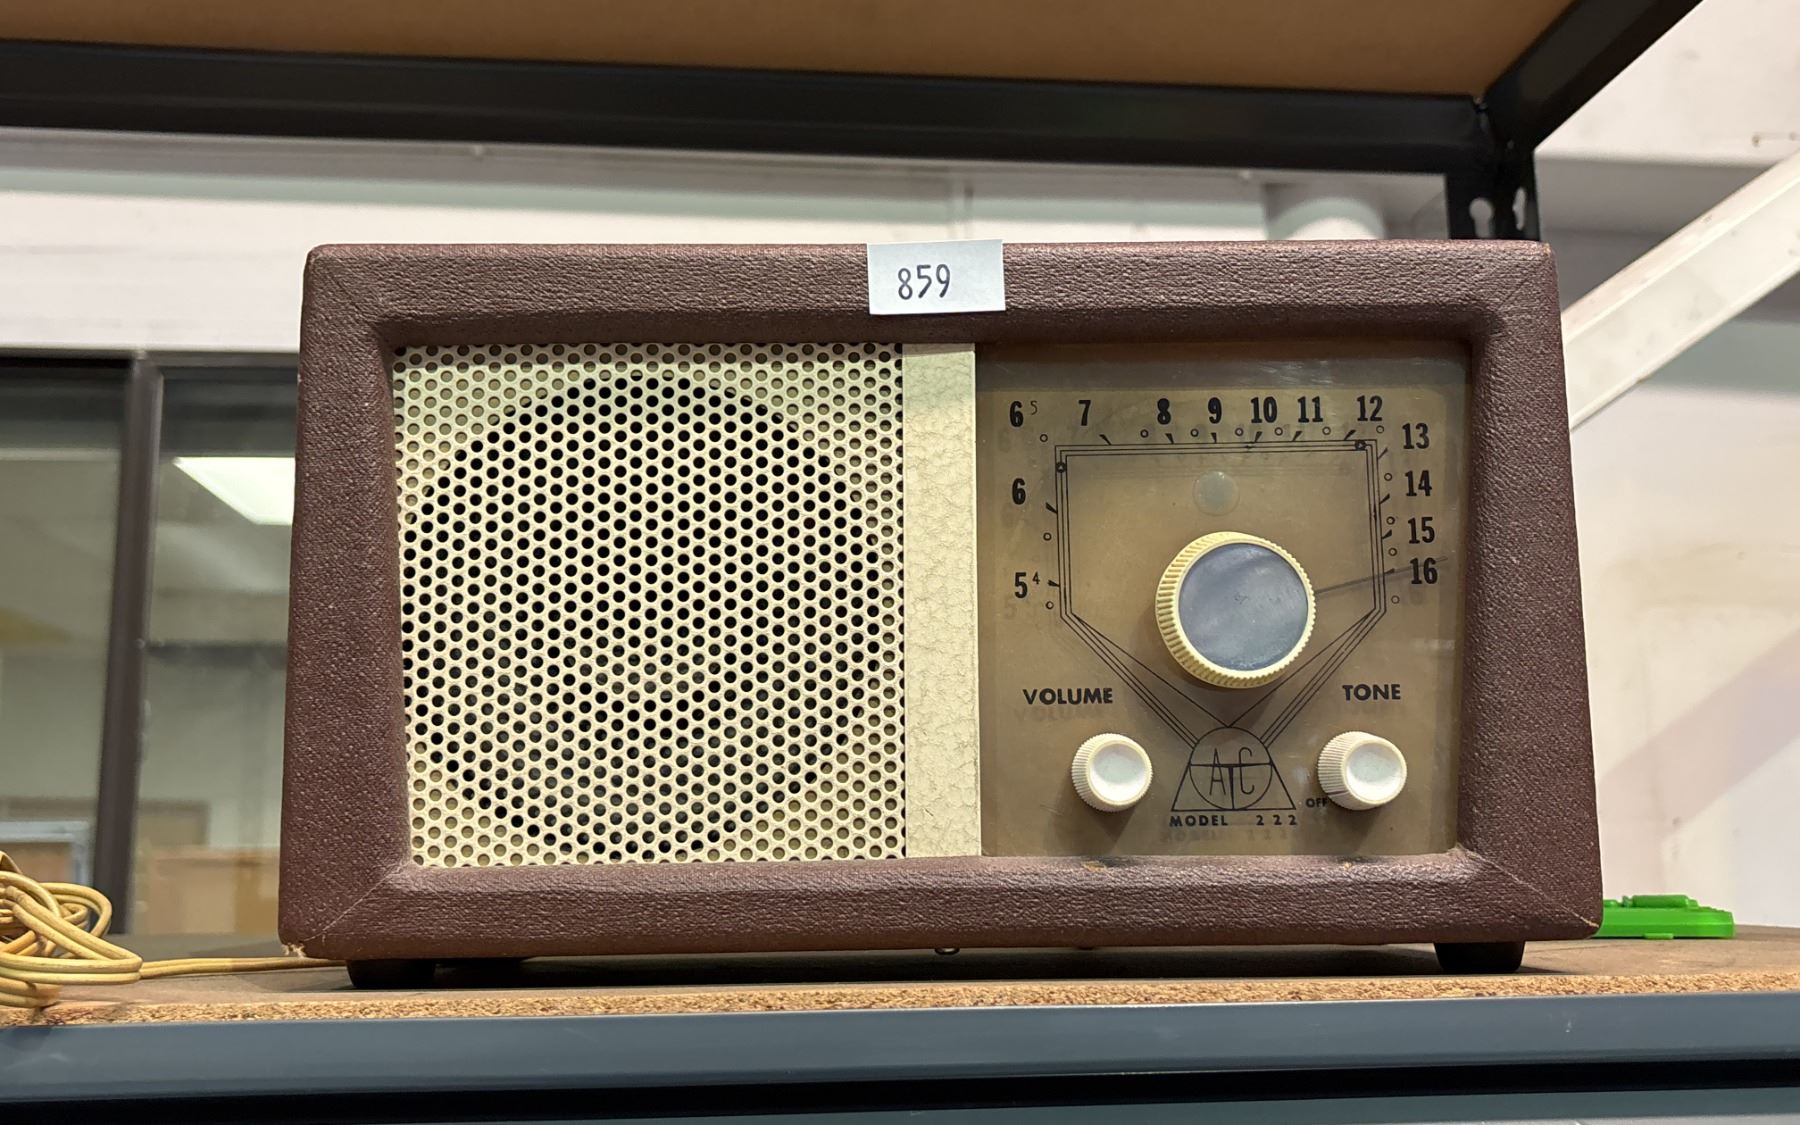 859
6⁵ 7 8 9 10 11 12
13
6 14
15
5⁴ 16
VOLUME TONE
ATC
OFF
MODEL 222